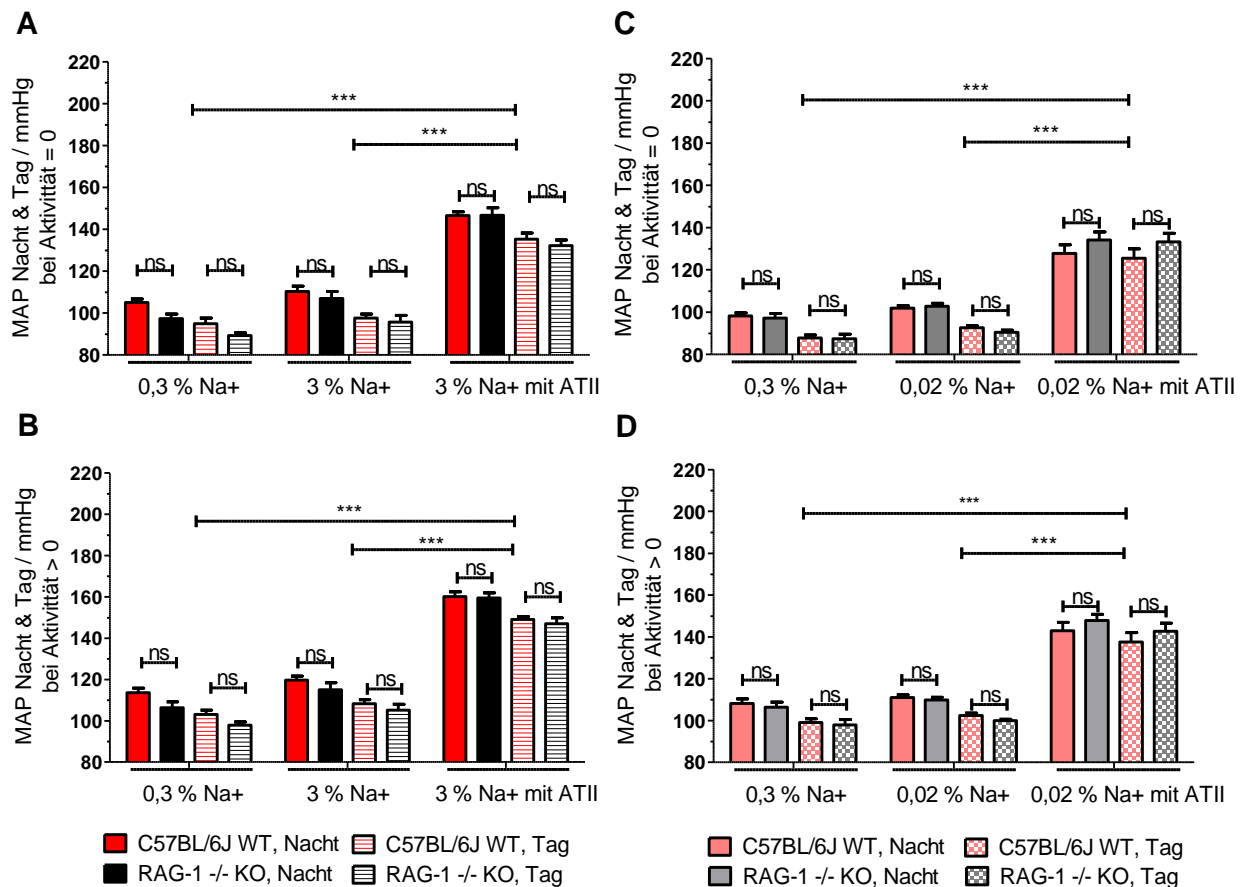 A
MAP Nacht & Tag / mmHg
bei Aktivittät = 0
220
200
180
160
140
120
100
80
***
***
ns
ns
ns
ns
ns
ns
0,3 % Na+
3 % Na+
3 % Na+ mit ATII
C
MAP Nacht & Tag / mmHg
bei Aktivittät = 0
220
200
180
160
140
120
100
80
***
***
ns
ns
ns
ns
ns
ns
0,3 % Na+
0,02 % Na+
0,02 % Na+ mit ATII
B
MAP Nacht & Tag / mmHg
bei Aktivittät > 0
220
200
180
160
140
120
100
80
***
***
ns
ns
ns
ns
ns
ns
0,3 % Na+
3 % Na+
3 % Na+ mit ATII
D
MAP Nacht & Tag / mmHg
bei Aktivittät > 0
220
200
180
160
140
120
100
80
***
***
ns
ns
ns
ns
ns
ns
0,3 % Na+
0,02 % Na+
0,02 % Na+ mit ATII
C57BL/6J WT, Nacht
C57BL/6J WT, Tag
RAG-1 -/- KO, Nacht
RAG-1 -/- KO, Tag
C57BL/6J WT, Nacht
C57BL/6J WT, Tag
RAG-1 -/- KO, Nacht
RAG-1 -/- KO, Tag